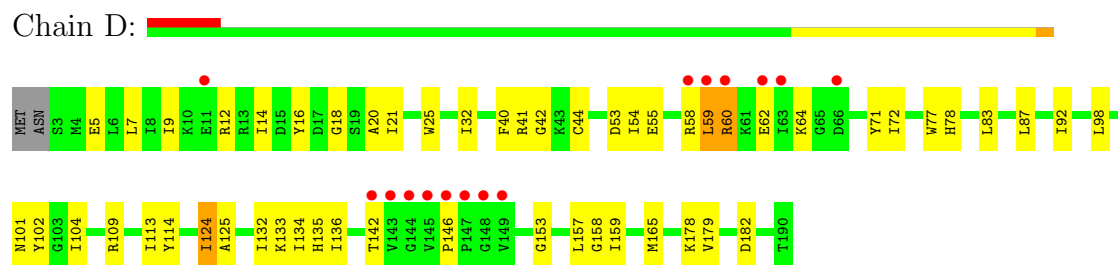 Chain D:
MET ASN S3 M4 E5 L6 L7 I8 I9 K10 E11 R12 R13 I14 D15 Y16 D17 G18 S19 A20 I21 W25 I32 F40 R41 G42 K43 C44 D53 I54 E55 R58 L59 R60 K61 E62 I63 K64 G65 D66 Y71 I72 W77 H78 L83 L87 I92 L98
N101 Y102 G103 I104 R109 I113 Y114 I124 A125 I132 K133 I134 H135 I136 T142 V143 G144 V145 P146 P147 G148 V149 G153 L157 G158 I159 M165 K178 V179 D182 T190